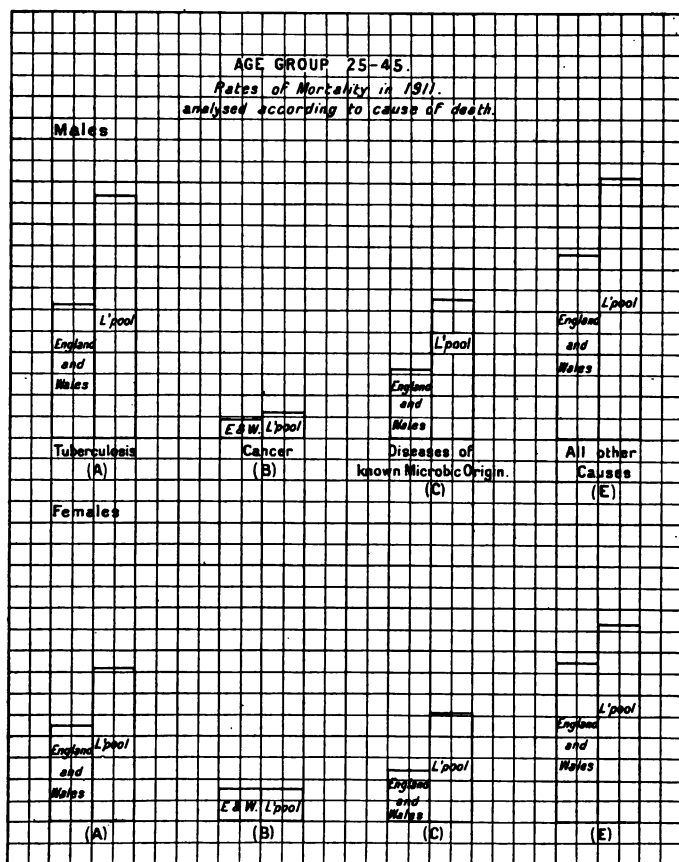 AGE GROUP 25-45.
Rates of Mortality in 1911.
analysed according to cause of death.
Males
England
and
Wales
L'pool
Tuberculosis
(A)
E & W. L'pool
Cancer
(B)
England
and
Wales
L'pool
Diseases of
known Microbic Origin.
(C)
England
and
Wales
L'pool
All other
Causes
(E)
Females
England
and
Wales
L'pool
(A)
E & W. L'pool
(B)
England
and
Wales
L'pool
(C)
England
and
Wales
L'pool
(E)